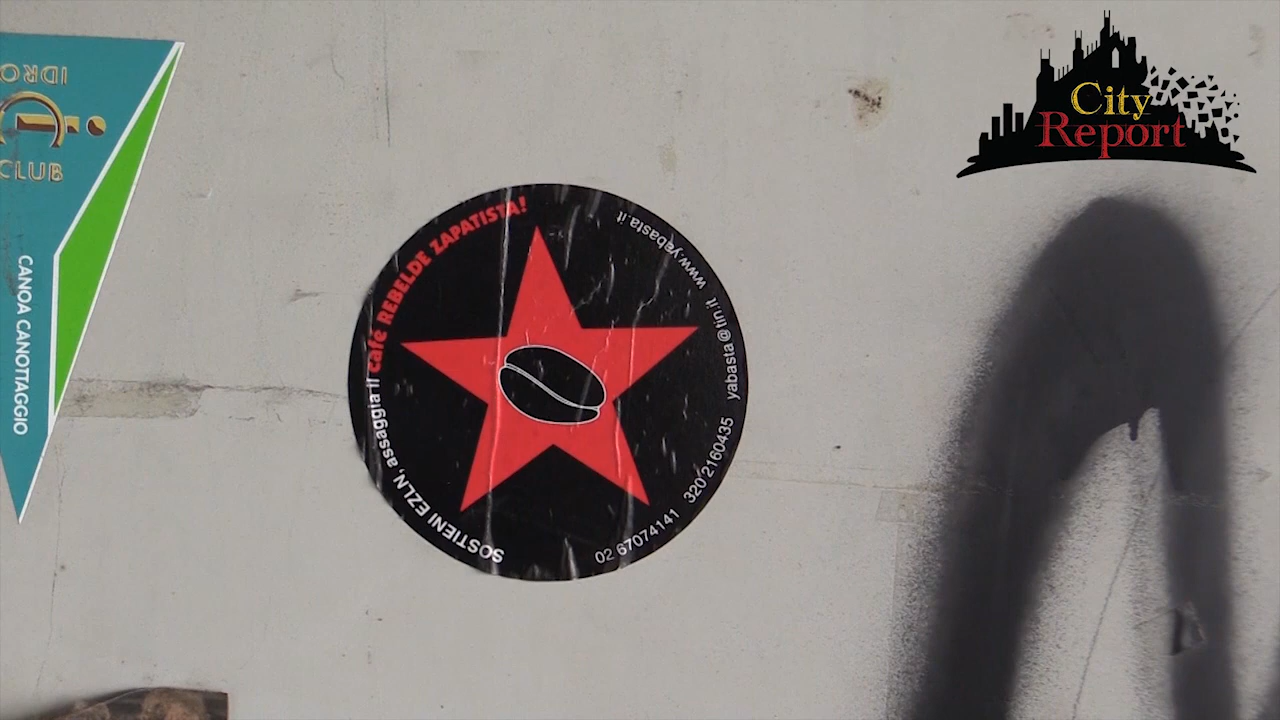 IDRO
CLUB
CANOA CANOTTAGGIO
SOSTIENI EZLN, assaggia il café REBELDE ZAPATISTA!
www.yabasta.it
yabasta@tin.it
02 67074141 320 2160435
City
Report